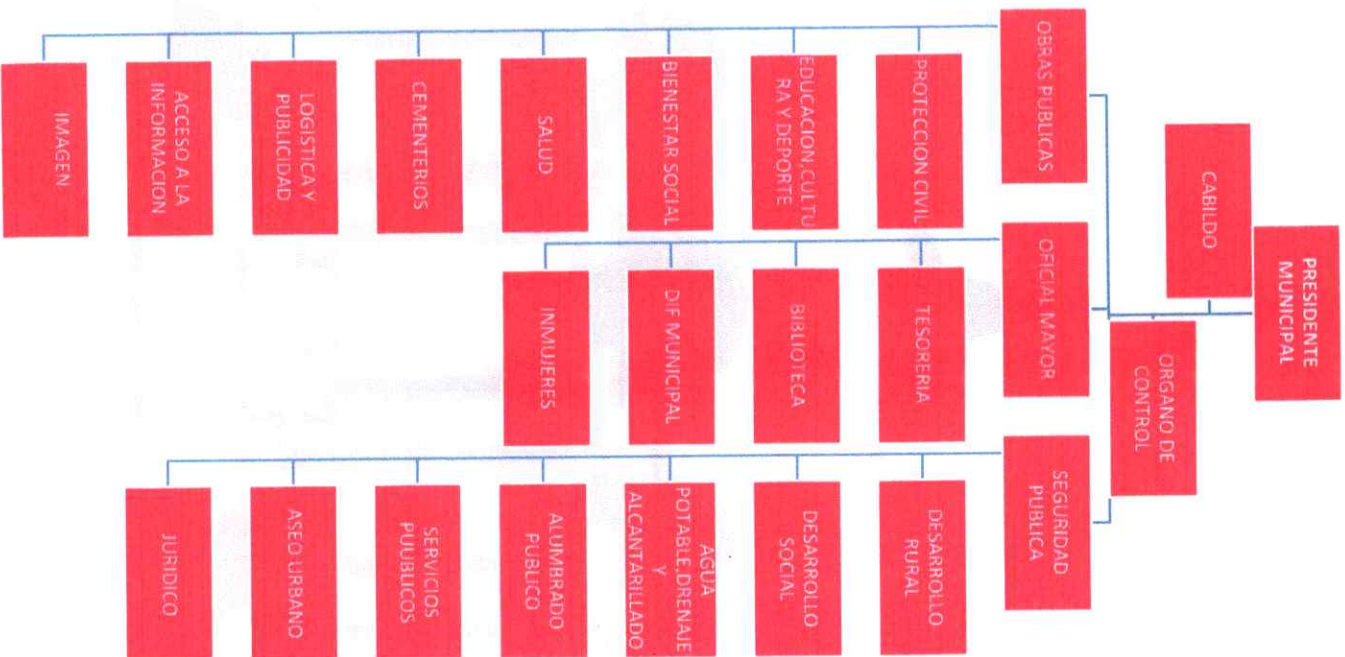 PRESIDENTE
MUNICIPAL
CABILDO
ORGANO DE
CONTROL
OBRAS PUBLICAS
PROTECCION CIVIL
EDUCACION,CULTU
RA Y DEPORTE
BIENESTAR SOCIAL
SALUD
CEMENTERIOS
LOGISTICA Y
PUBLICIDAD
ACCESO A LA
INFORMACION
IMAGEN
OFICIAL MAYOR
TESORERIA
BIBLIOTECA
DIF MUNICIPAL
INMUJERES
SEGURIDAD
PUBLICA
DESARROLLO
RURAL
DESARROLLO
SOCIAL
AGUA
POTABLE,DRENAJE
Y
ALCANTARILLADO
ALUMBRADO
PUBLICO
SERVICIOS
PUUBLICOS
ASEO URBANO
JURIDICO